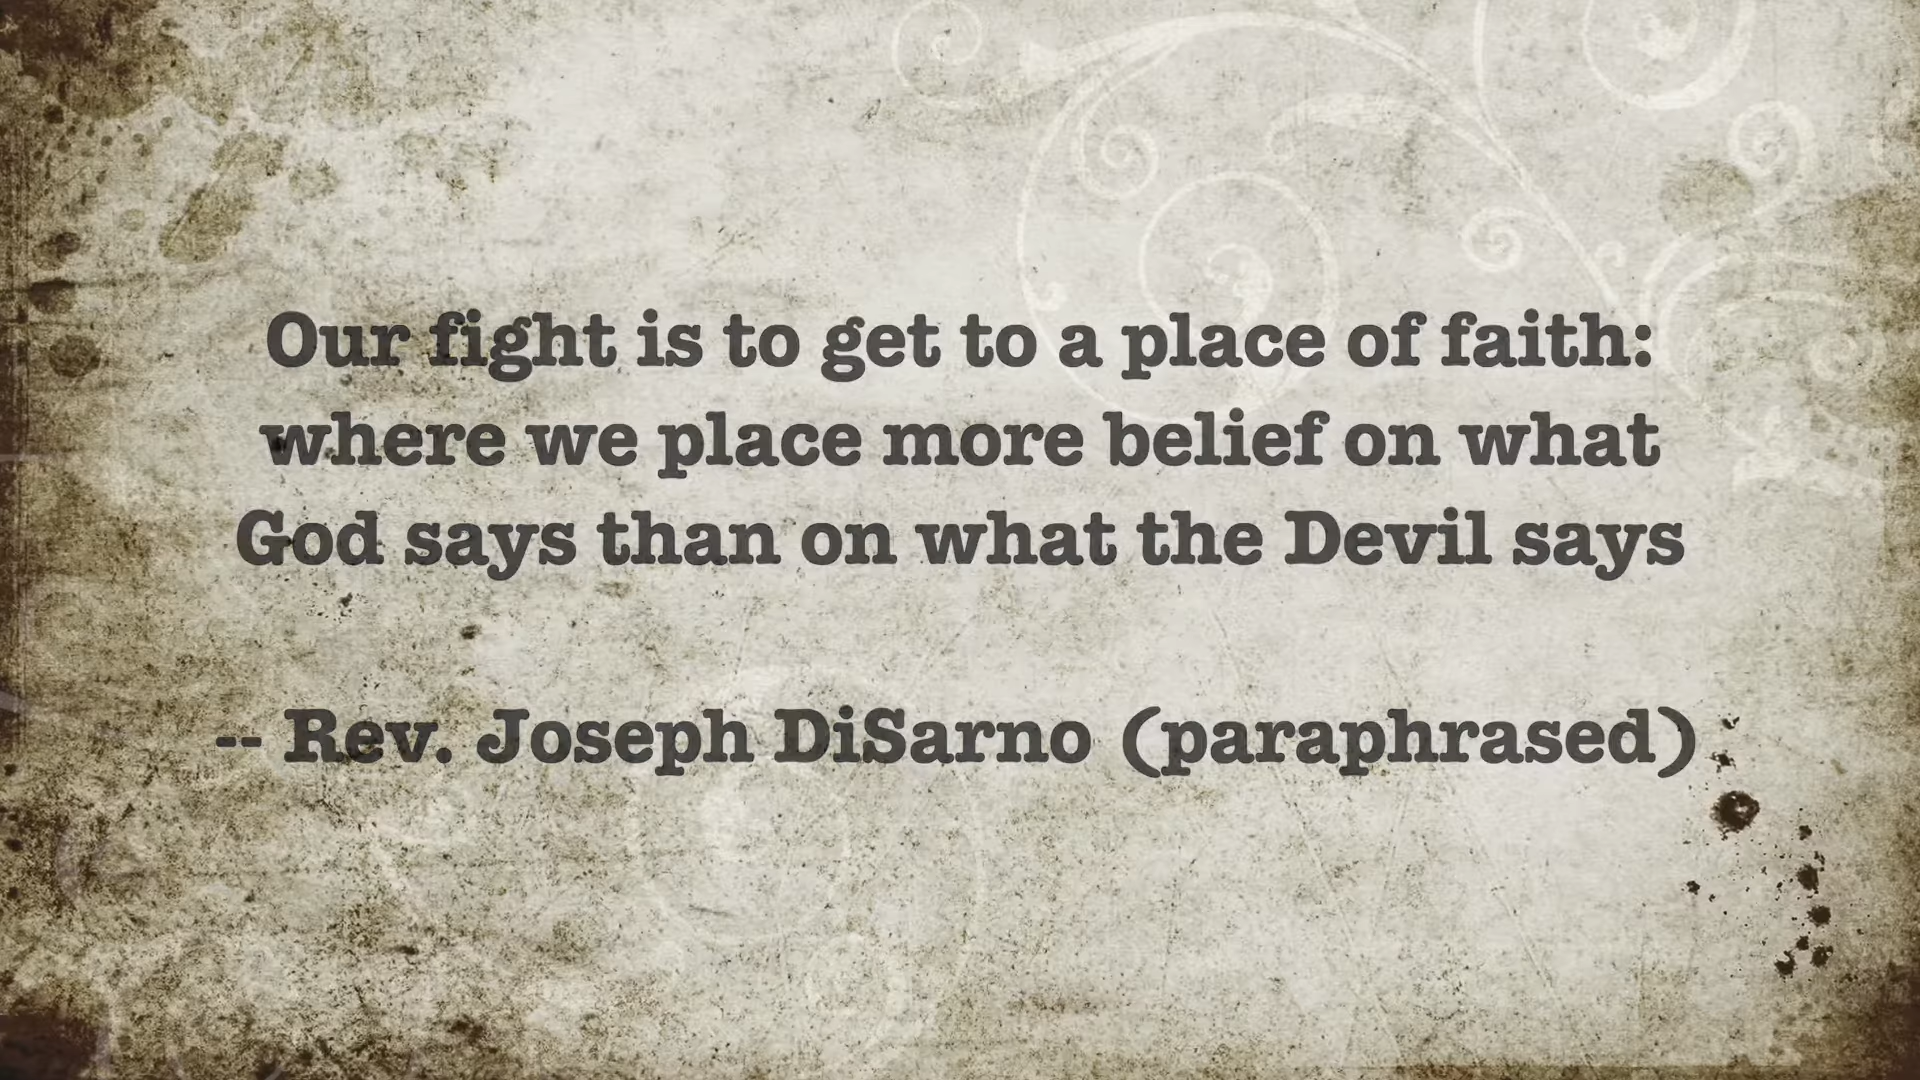 Our fight is to get to a place of faith:
where we place more belief on what
God says than on what the Devil says
-- Rev. Joseph DiSarno (paraphrased)